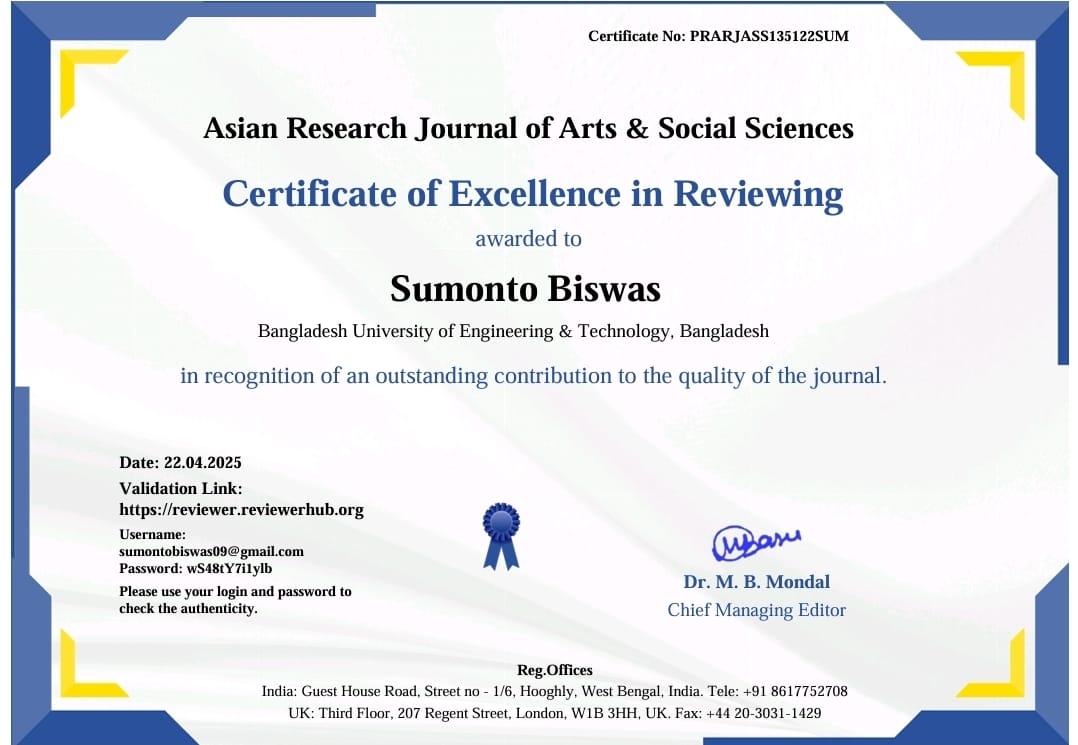 Certificate No: PRARJASS135122SUM
Asian Research Journal of Arts & Social Sciences
Certificate of Excellence in Reviewing
awarded to
Sumonto Biswas
Bangladesh University of Engineering & Technology, Bangladesh
in recognition of an outstanding contribution to the quality of the journal.
Date: 22.04.2025
Validation Link:
https://reviewer.reviewerhub.org
Username:
sumontobiswas09@gmail.com
Password: wS48tY7i1ylb
Please use your login and password to
check the authenticity.
Dr. M. B. Mondal
Chief Managing Editor
Reg.Offices
India: Guest House Road, Street no - 1/6, Hooghly, West Bengal, India. Tele: +91 8617752708
UK: Third Floor, 207 Regent Street, London, W1B 3HH, UK. Fax: +44 20-3031-1429